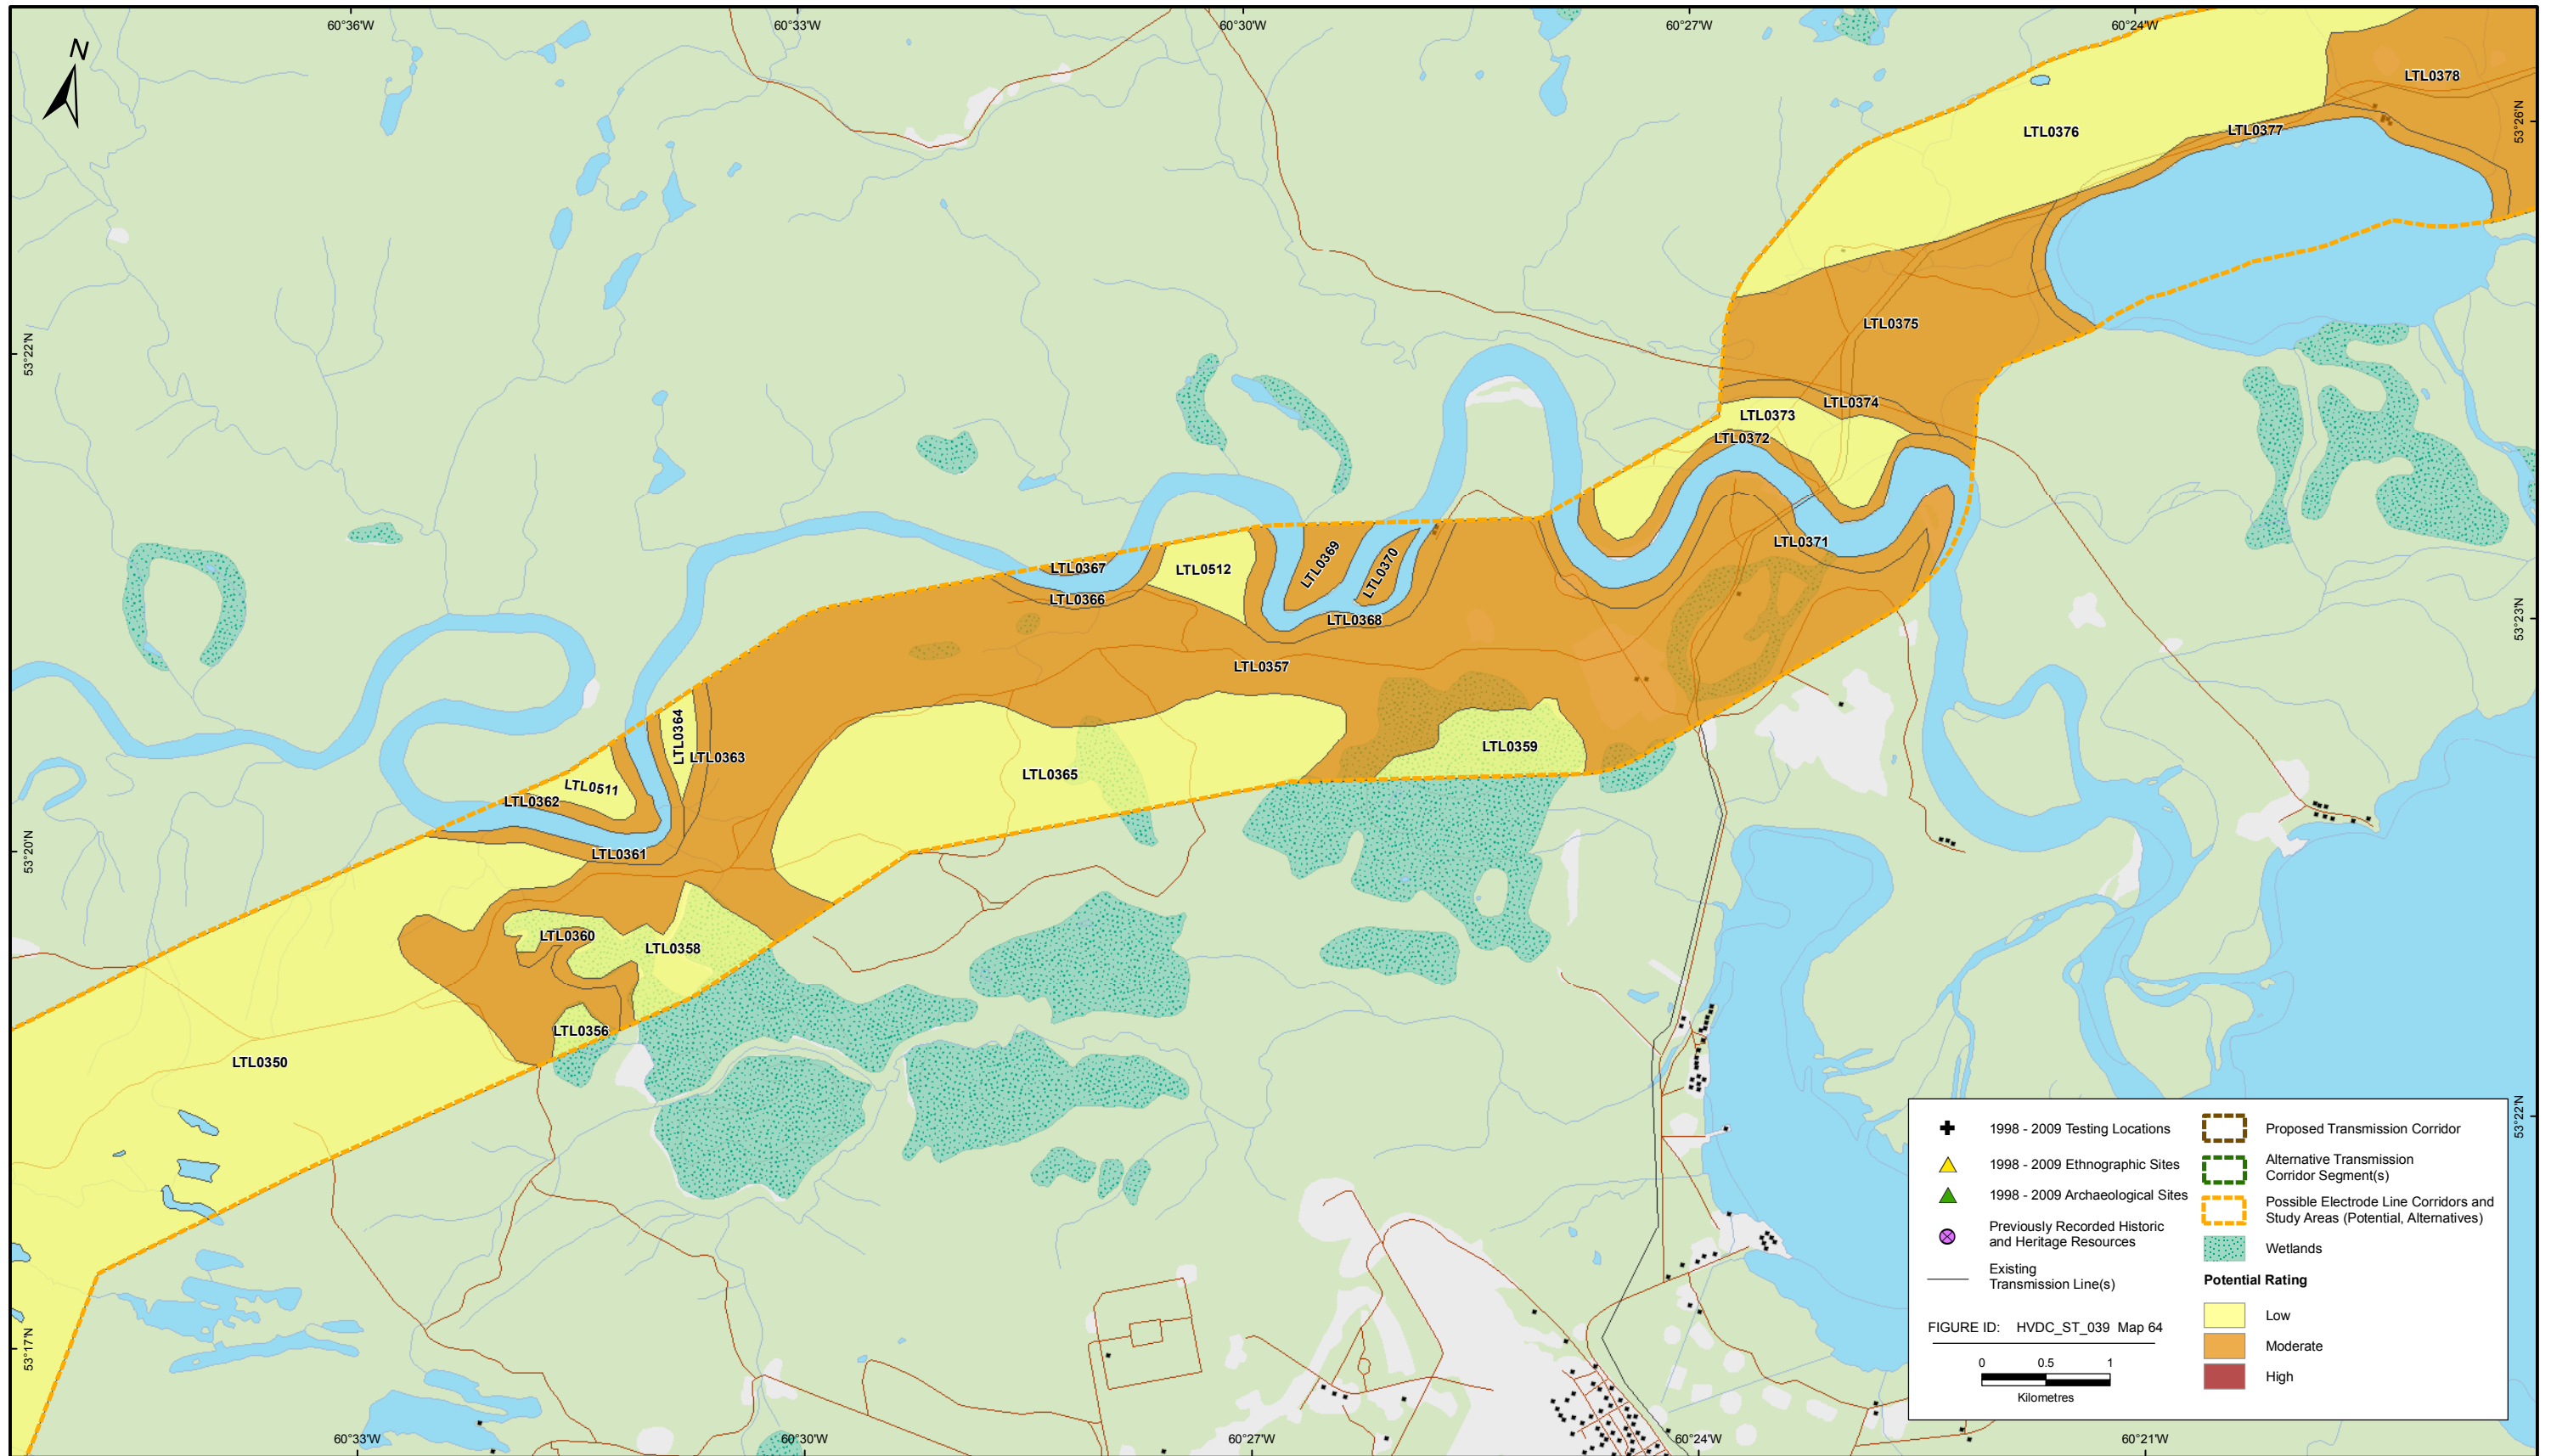 60°36'W
60°33'W
60°30'W
60°27'W
60°24'W
N
LTL0378
53°26'N
LTL0377
LTL0376
LTL0375
53°22'N
LTL0374
LTL0373
LTL0372
LTL0371
LTL0367
LTL0512
LTL0369
LTL0370
LTL0366
LTL0368
53°23'N
LTL0357
LTL0364
LTL0363
LTL0359
LTL0365
LTL0511
LTL0362
53°20'N
LTL0361
LTL0360
LTL0358
LTL0356
LTL0350
53°22'N
53°17'N
1998 - 2009 Testing Locations
1998 - 2009 Ethnographic Sites
1998 - 2009 Archaeological Sites
Previously Recorded Historic
and Heritage Resources
Existing
Transmission Line(s)
FIGURE ID: HVDC_ST_039 Map 64
0 0.5 1
Kilometres
Proposed Transmission Corridor
Alternative Transmission
Corridor Segment(s)
Possible Electrode Line Corridors and
Study Areas (Potential, Alternatives)
Wetlands
Potential Rating
Low
Moderate
High
60°33'W
60°30'W
60°27'W
60°24'W
60°21'W